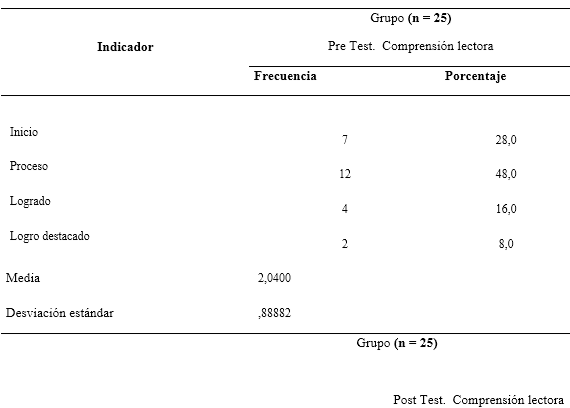 Grupo (n = 25)
Indicador
Pre Test. Comprensión lectora
Frecuencia Porcentaje
Inicio 7 28,0
Proceso 12 48,0
Logrado 4 16,0
Logro destacado 2 8,0
Media 2,0400
Desviación estándar ,88882
Grupo (n = 25)
Post Test. Comprensión lectora